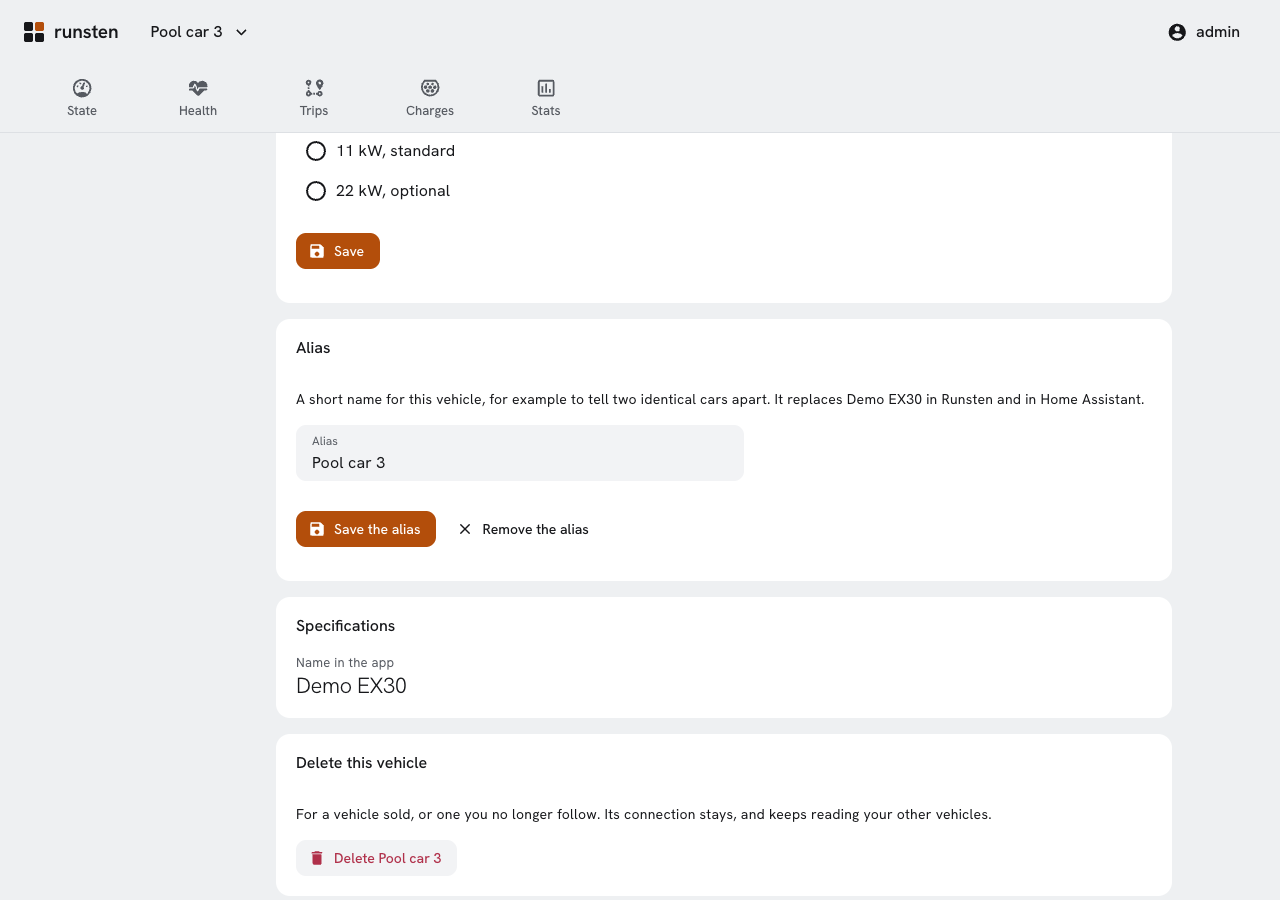 runsten
Pool car 3
admin
State
Health
Trips
Charges
Stats
11 kW, standard
22 kW, optional
Save
Alias
A short name for this vehicle, for example to tell two identical cars apart. It replaces Demo EX30 in Runsten and in Home Assistant.
Alias
Pool car 3
Save the alias
Remove the alias
Specifications
Name in the app
Demo EX30
Delete this vehicle
For a vehicle sold, or one you no longer follow. Its connection stays, and keeps reading your other vehicles.
Delete Pool car 3